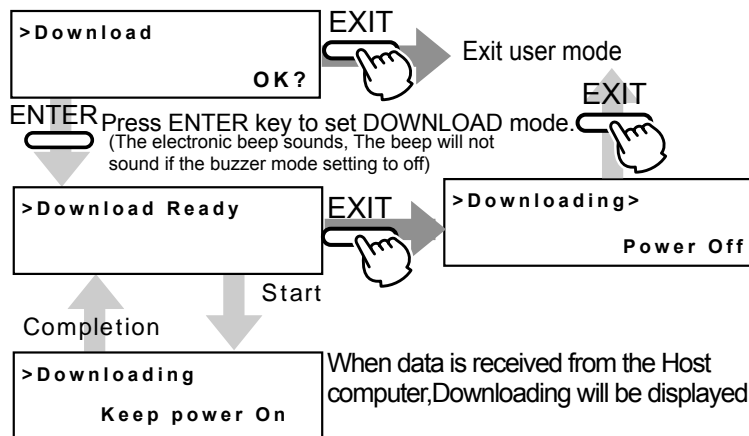 >Download
OK?
EXIT
Exit user mode
EXIT
ENTER
Press ENTER key to set DOWNLOAD mode.
(The electronic beep sounds, The beep will not
sound if the buzzer mode setting to off)
>Download Ready
EXIT
>Downloading>
Power Off
Start
Completion
>Downloading
Keep power On
When data is received from the Host
computer,Downloading will be displayed